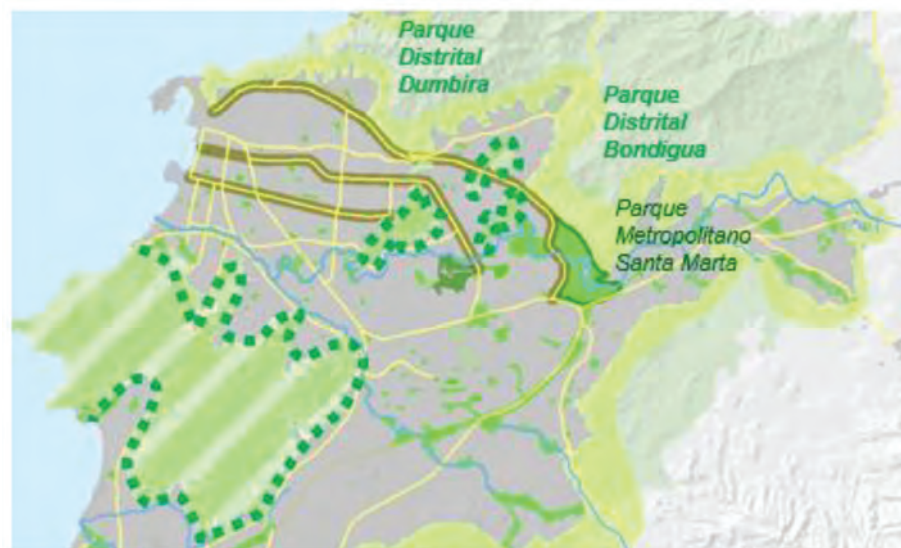 Parque
Distrital
Dumbira
Parque
Distrital
Bondigua
Parque
Metropolitano
Santa Marta